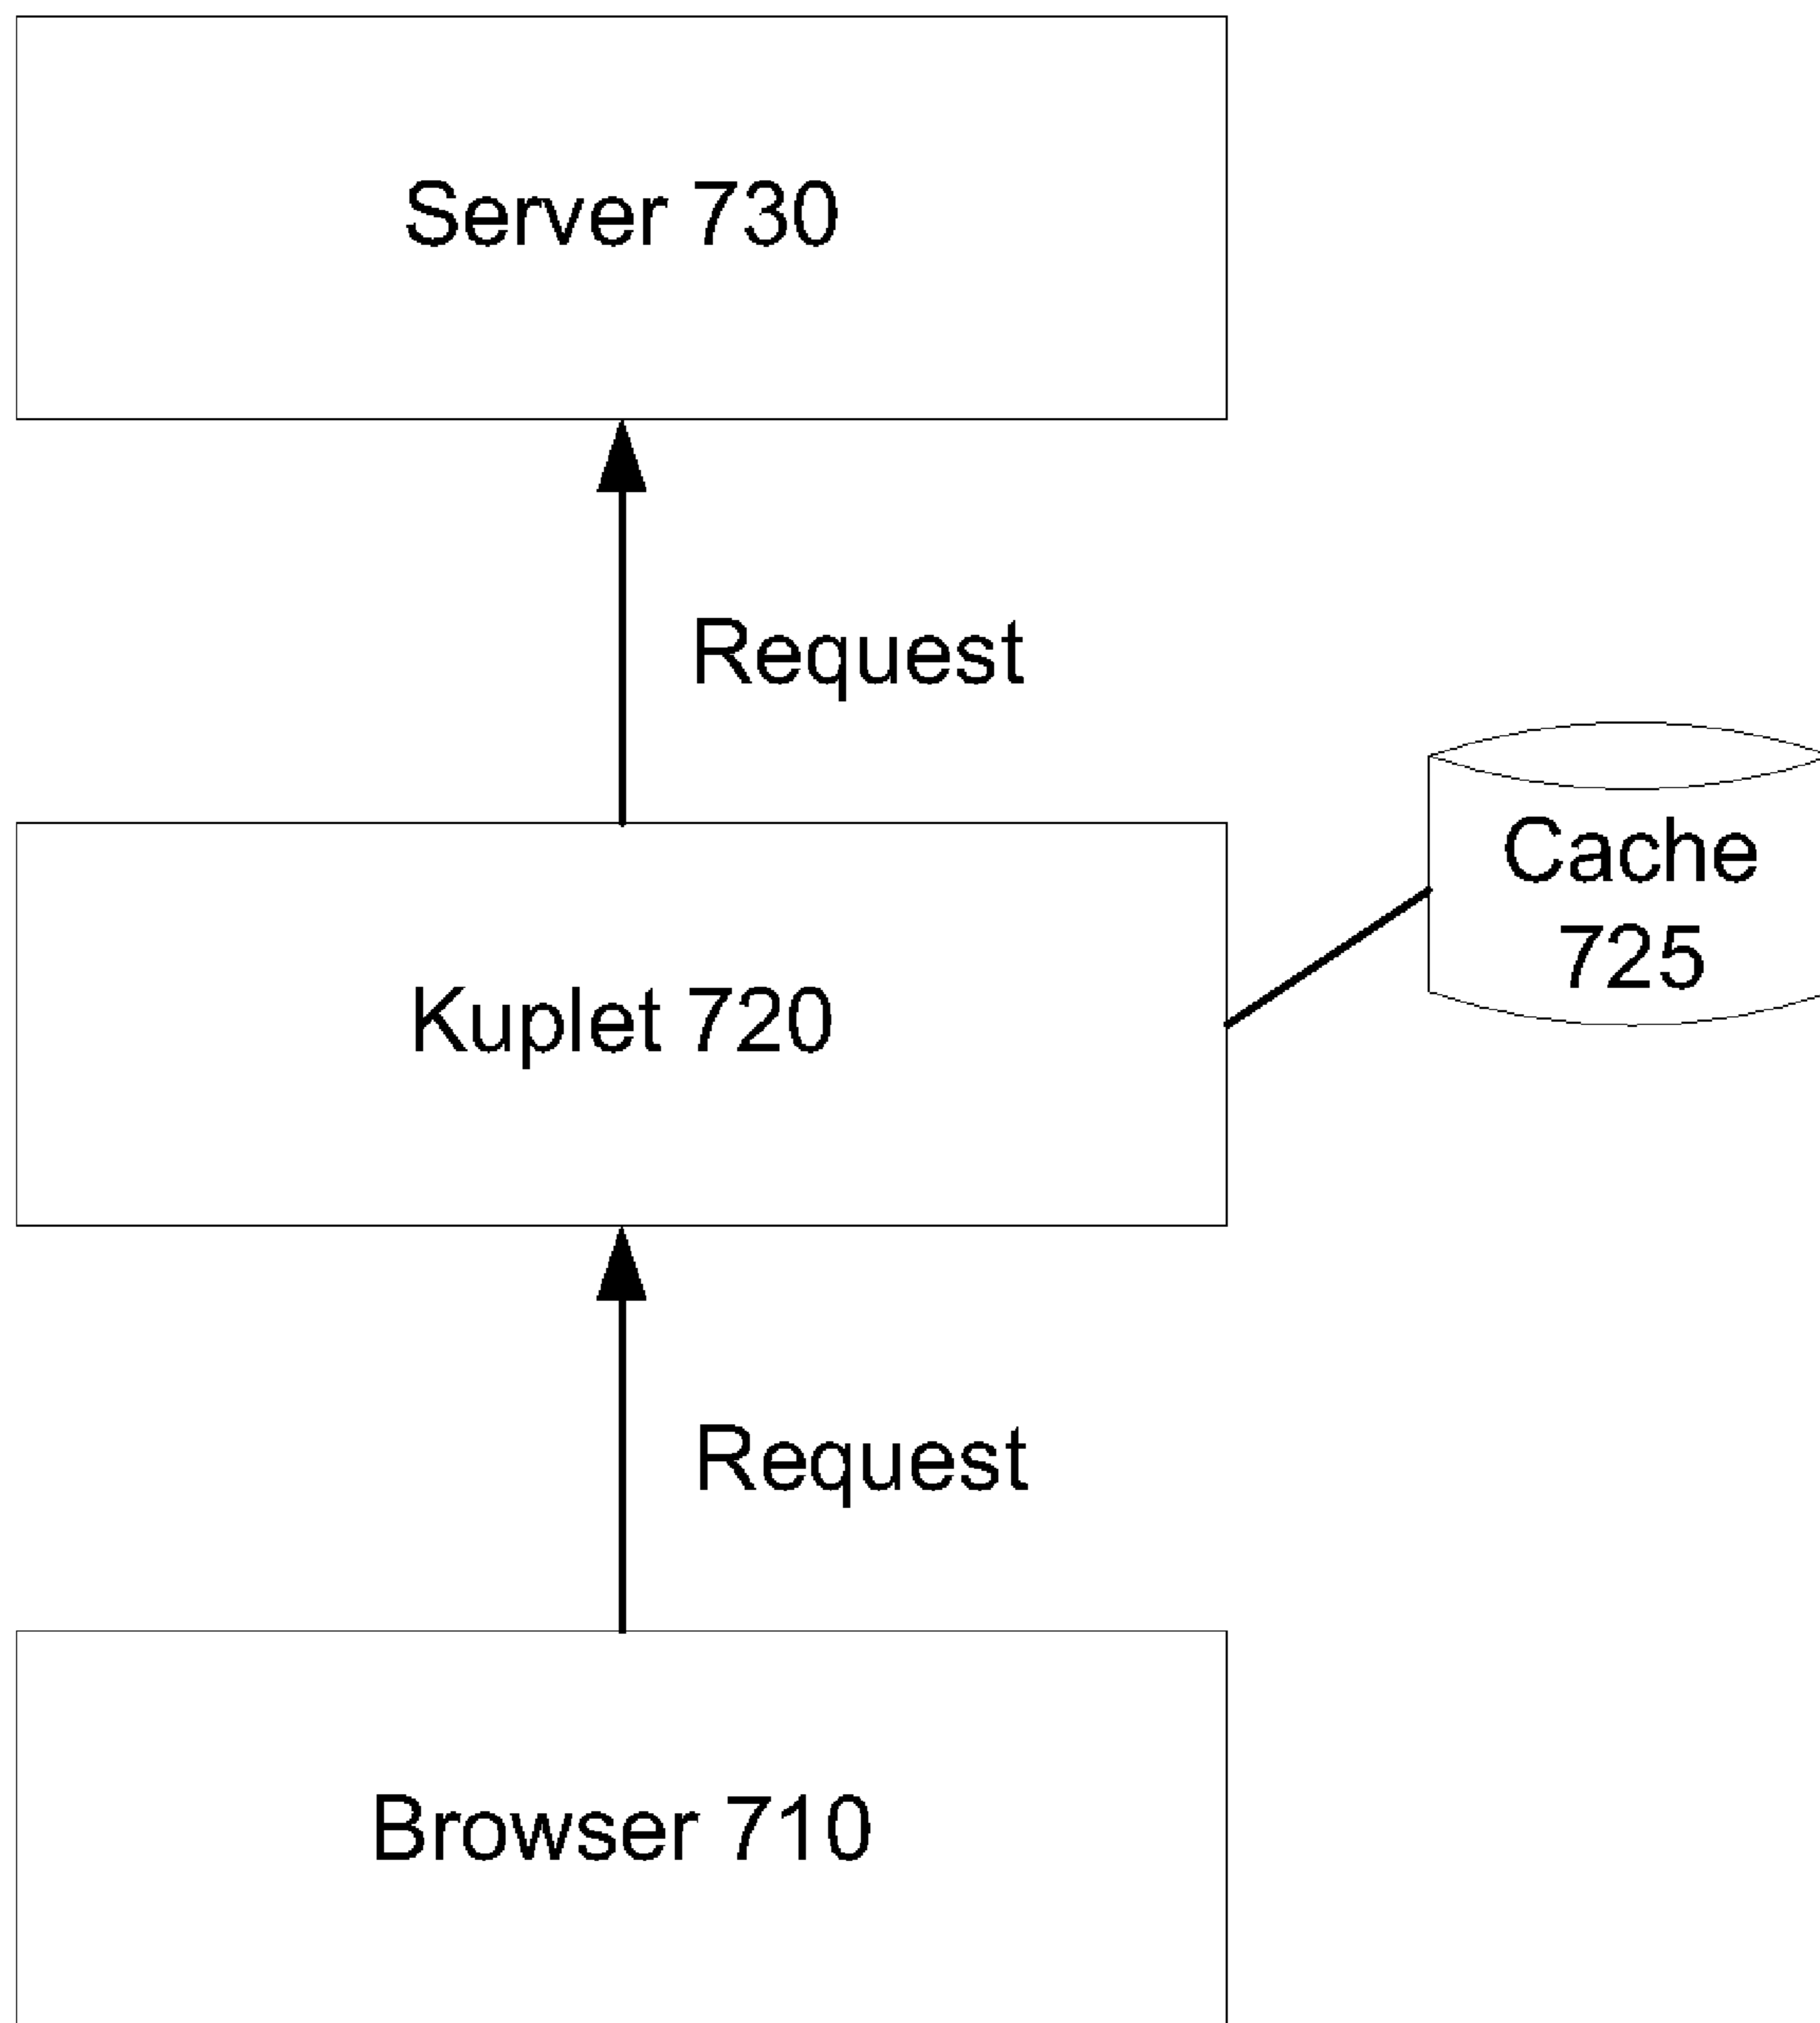 Server 730
Request
Cache
725
Kuplet 720
Request
Browser 710